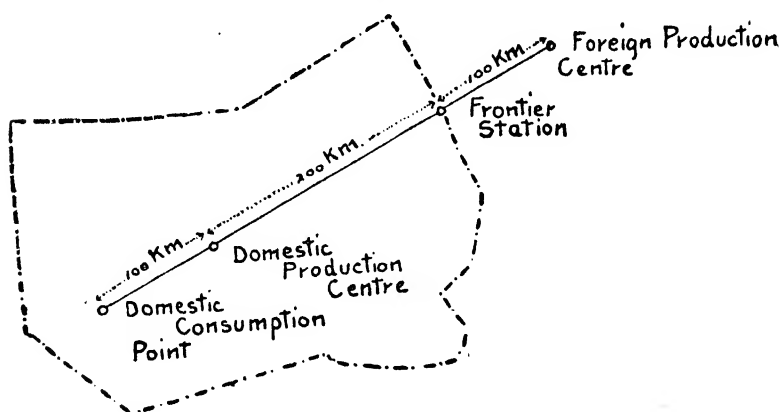 Foreign Production
Centre
100 Km.
Frontier
Station
200 Km.
100 Km.
Domestic
Production
Centre
Domestic
Consumption
Point